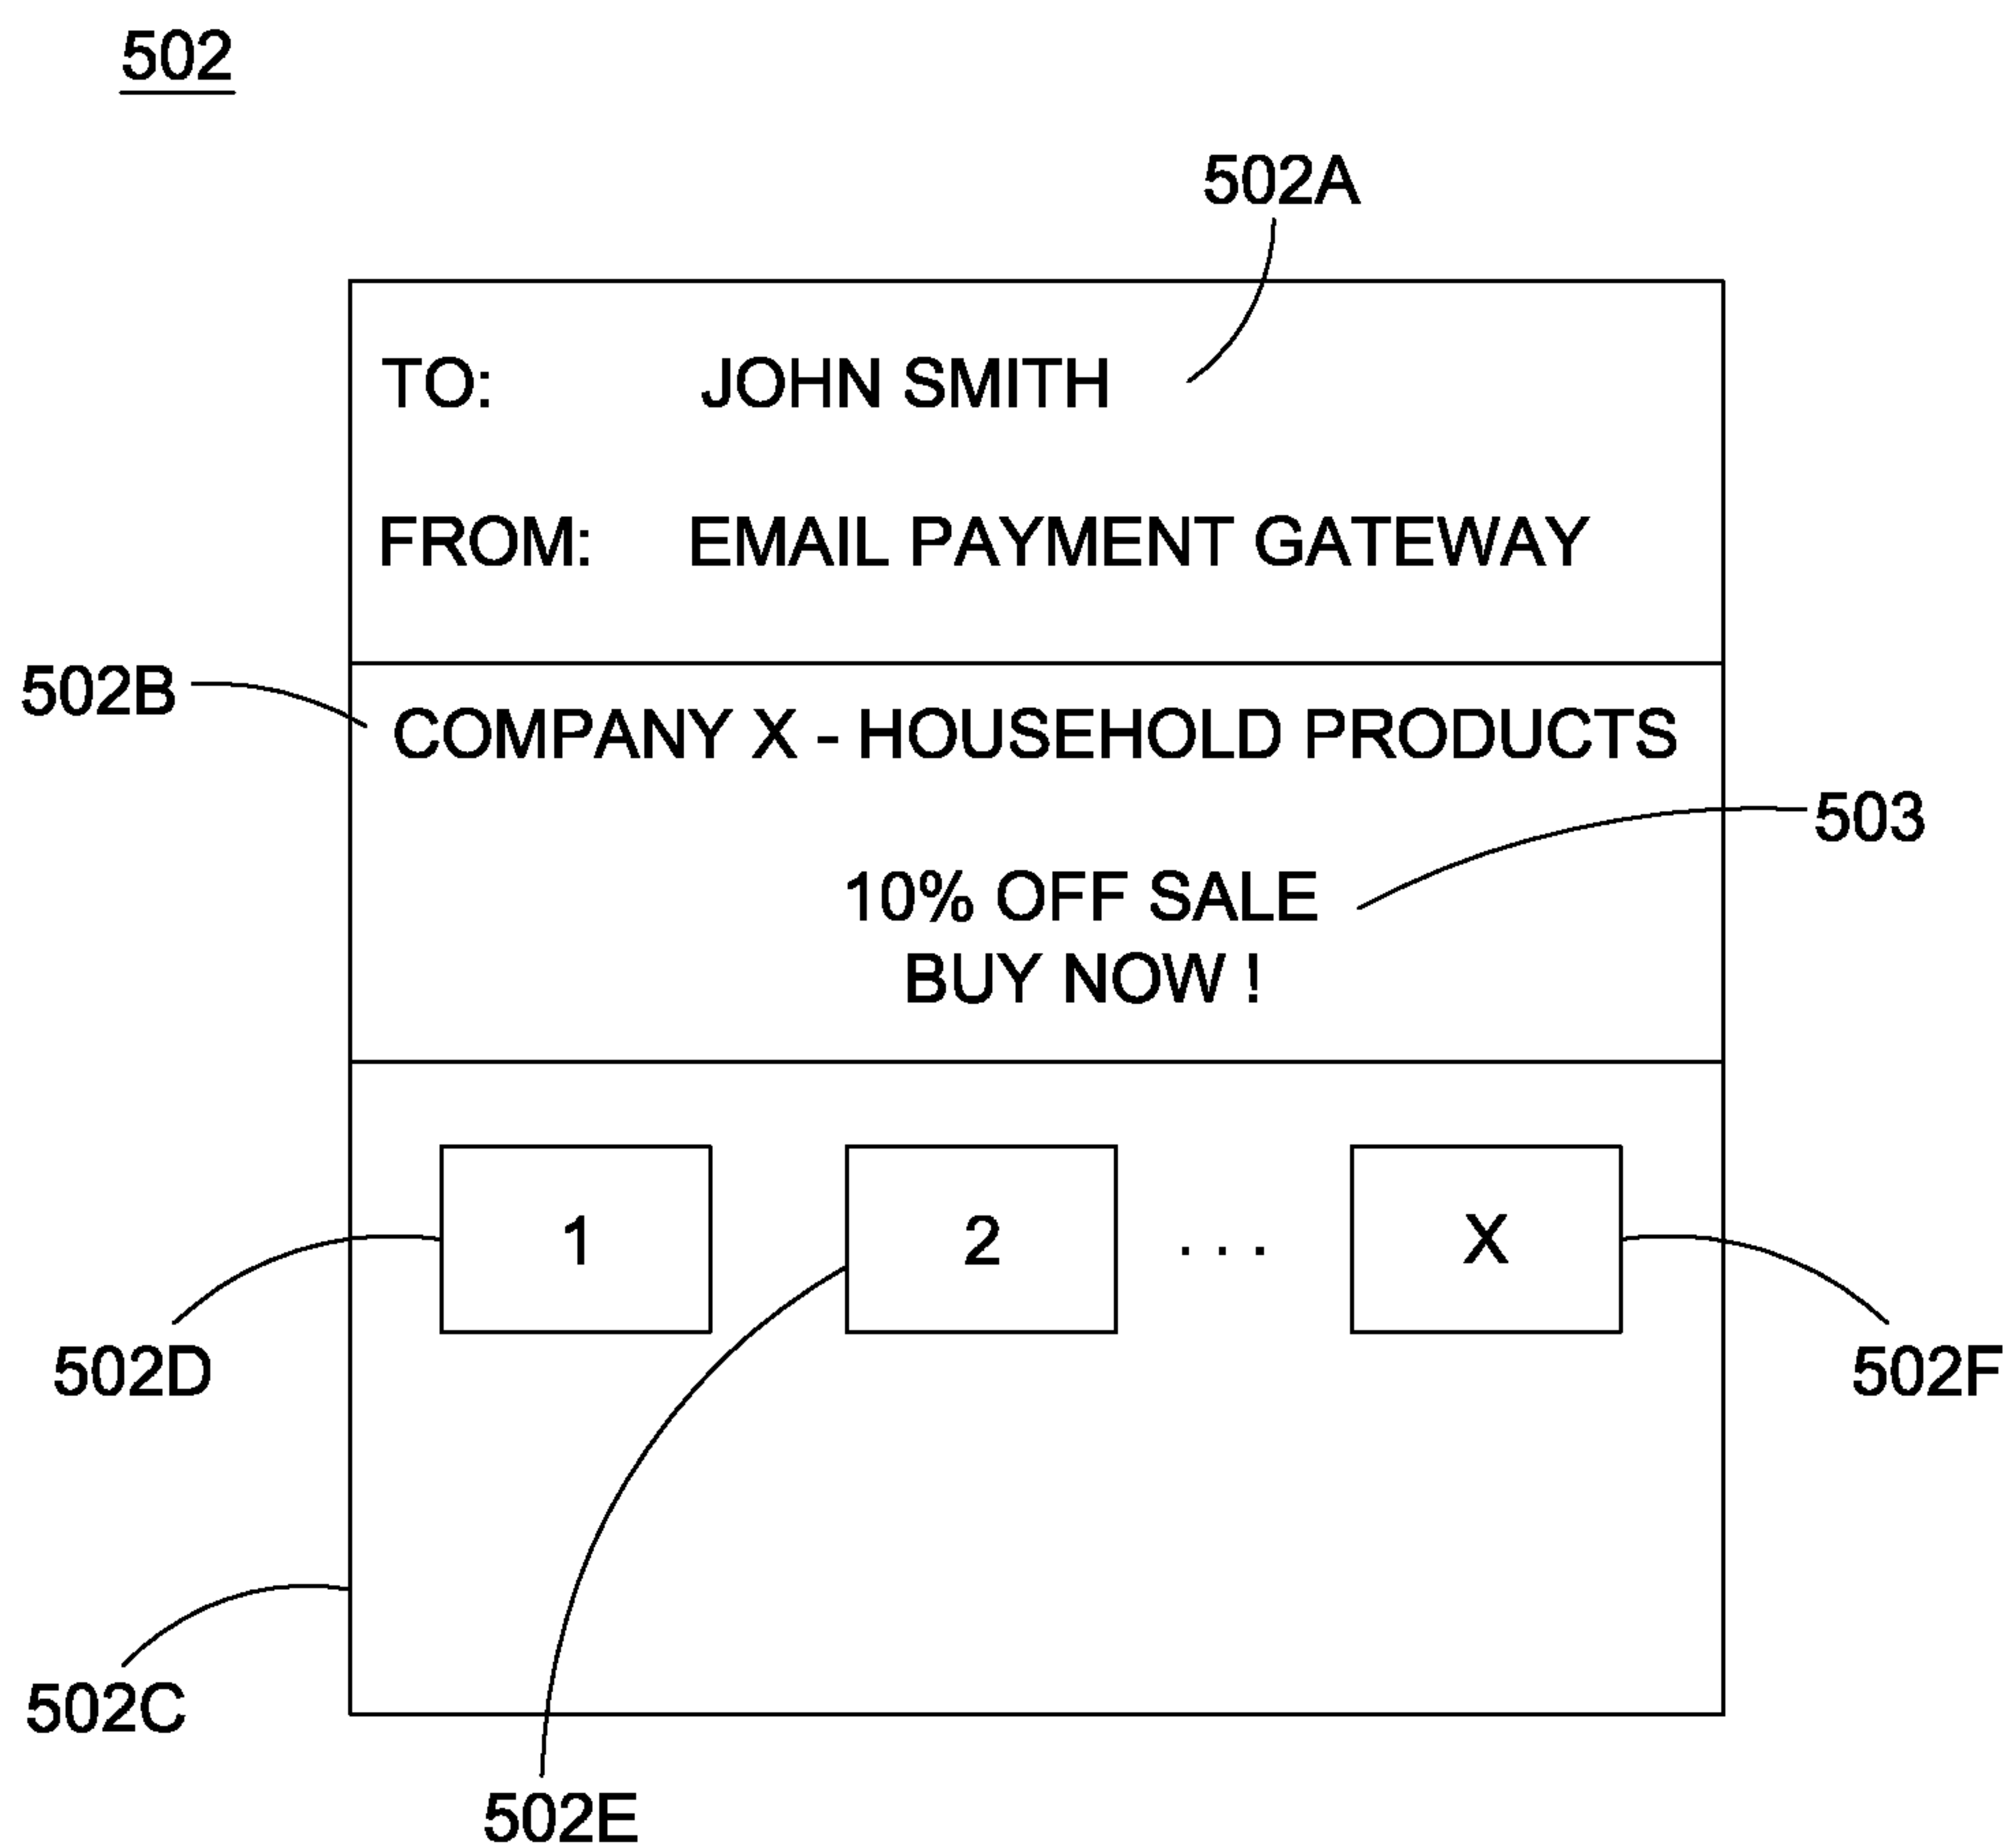 502
502A
TO: JOHN SMITH
FROM: EMAIL PAYMENT GATEWAY
502B
COMPANY X - HOUSEHOLD PRODUCTS
503
10% OFF SALE
BUY NOW !
1 2 . . . X
502D
502F
502C
502E